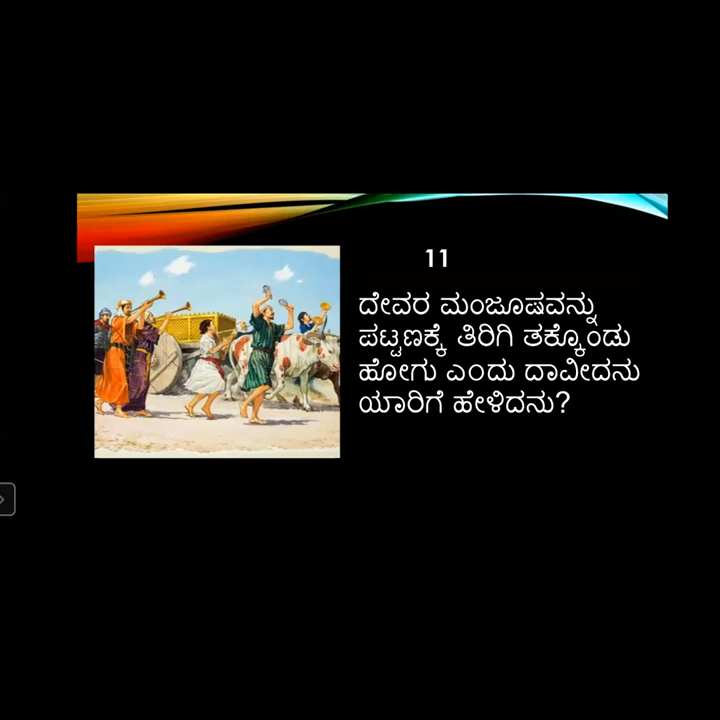 11
ದೇವರ ಮಂಜೂಷವನ್ನು
ಪಟ್ಟಣಕ್ಕೆ ತಿರಿಗಿ ತಕ್ಕೊಂಡು
ಹೋಗು ಎಂದು ದಾವೀದನು
ಯಾರಿಗೆ ಹೇಳಿದನು?